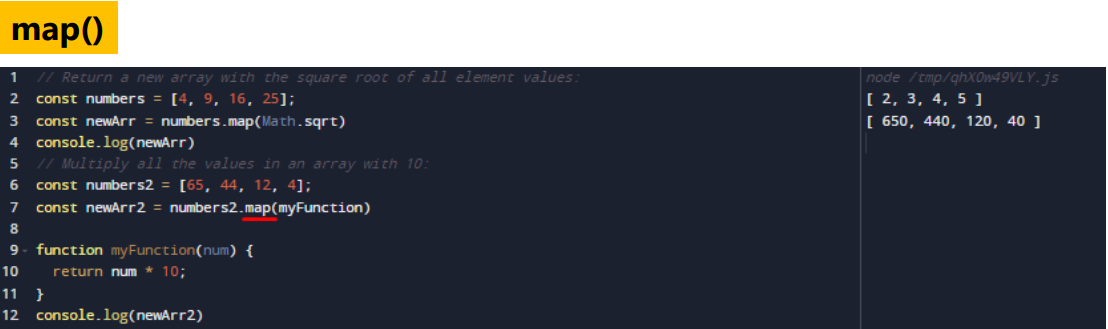 map()
1 // Return a new array with the square root of all element values:
2 const numbers = [4, 9, 16, 25];
3 const newArr = numbers.map(Math.sqrt)
4 console.log(newArr)
5 // Multiply all the values in an array with 10:
6 const numbers2 = [65, 44, 12, 4];
7 const newArr2 = numbers2.map(myFunction)
8
9 function myFunction(num) {
10 return num * 10;
11 }
12 console.log(newArr2)
node /tmp/qhXOw49VLY.js
[ 2, 3, 4, 5 ]
[ 650, 440, 120, 40 ]